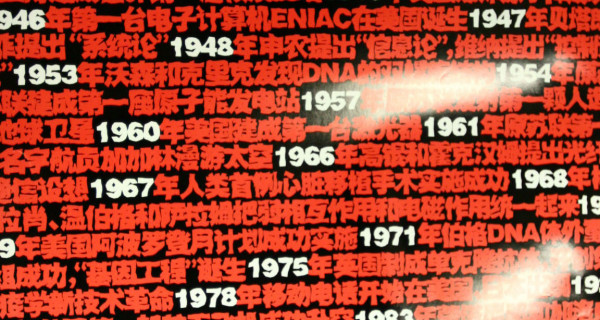 946年第一台电子计算机ENIAC在美国诞生1947年贝塔
提出“系统论”1948年申农提出“信息论”,维纳提出“控制
1953年沃森和克里克发现DNA的双 1954年
联建成第一座原子能发电站1957 第一颗人
地球卫星1960年美国建成第一台激光器1961年原苏联第一
名宇航员加加林漫游太空1966年高锟和霍克汉姆提出光
通信设想1967年人类首例心脏移植手术实施成功1968年
拉肖、温伯格和萨拉姆把弱相互作用和电磁作用统一起来19
9年美国阿波罗登月计划成功实施1971年伯格DNA体外
组成功,“基因工程”诞生1975年英国制成单克隆抗体
疫学新技术革命1978年移动电话开始在美国
1983